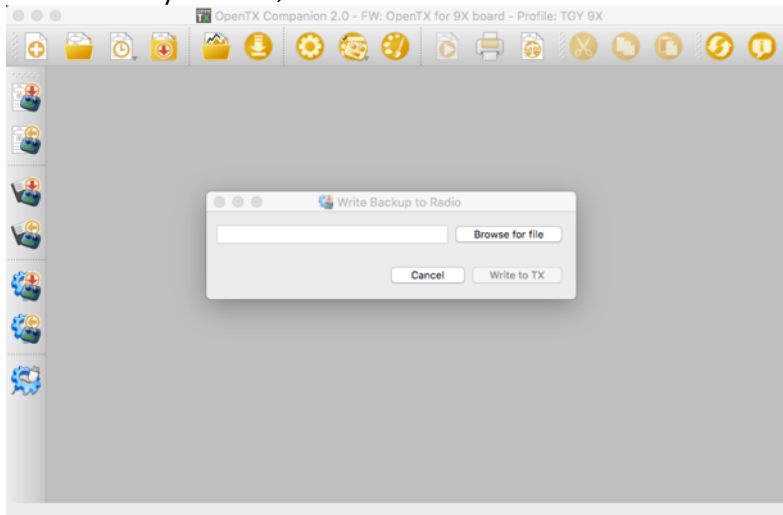 OpenTX Companion 2.0 - FW: OpenTX for 9X board - Profile: TGY 9X
Write Backup to Radio
Browse for file
Cancel
Write to TX